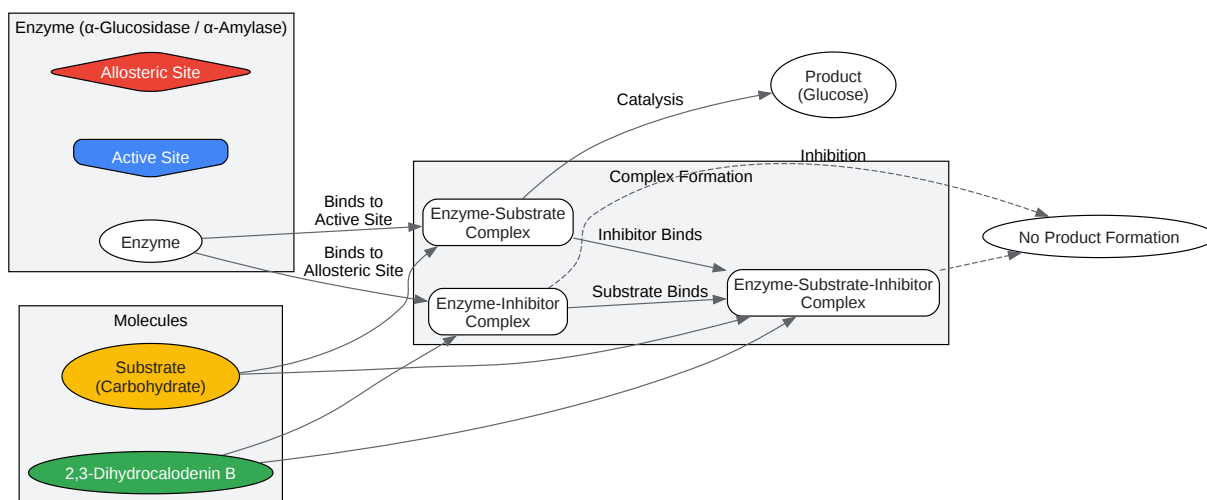 Enzyme (α-Glucosidase / α-Amylase)
Allosteric Site
Active Site
Enzyme
Binds to
Active Site
Binds to
Allosteric Site
Molecules
Substrate
(Carbohydrate)
2,3-Dihydrocalodenin B
Catalysis
Product
(Glucose)
Complex Formation
Inhibition
Enzyme-Substrate
Complex
Inhibitor Binds
Enzyme-Inhibitor
Complex
Substrate Binds
Enzyme-Substrate-Inhibitor
Complex
No Product Formation